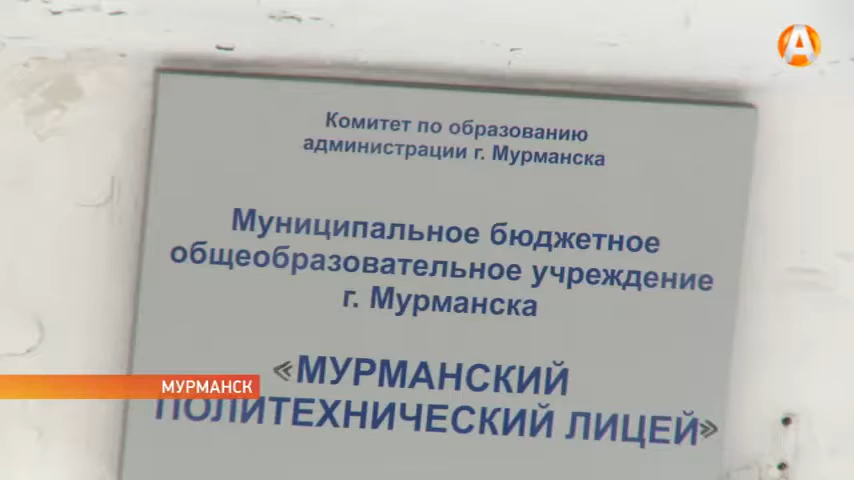 А
Комитет по образованию
администрации г. Мурманска
Муниципальное бюджетное
общеобразовательное учреждение
г. Мурманска
«МУРМАНСКИЙ
МУРМАНСК
ПОЛИТЕХНИЧЕСКИЙ ЛИЦЕЙ»